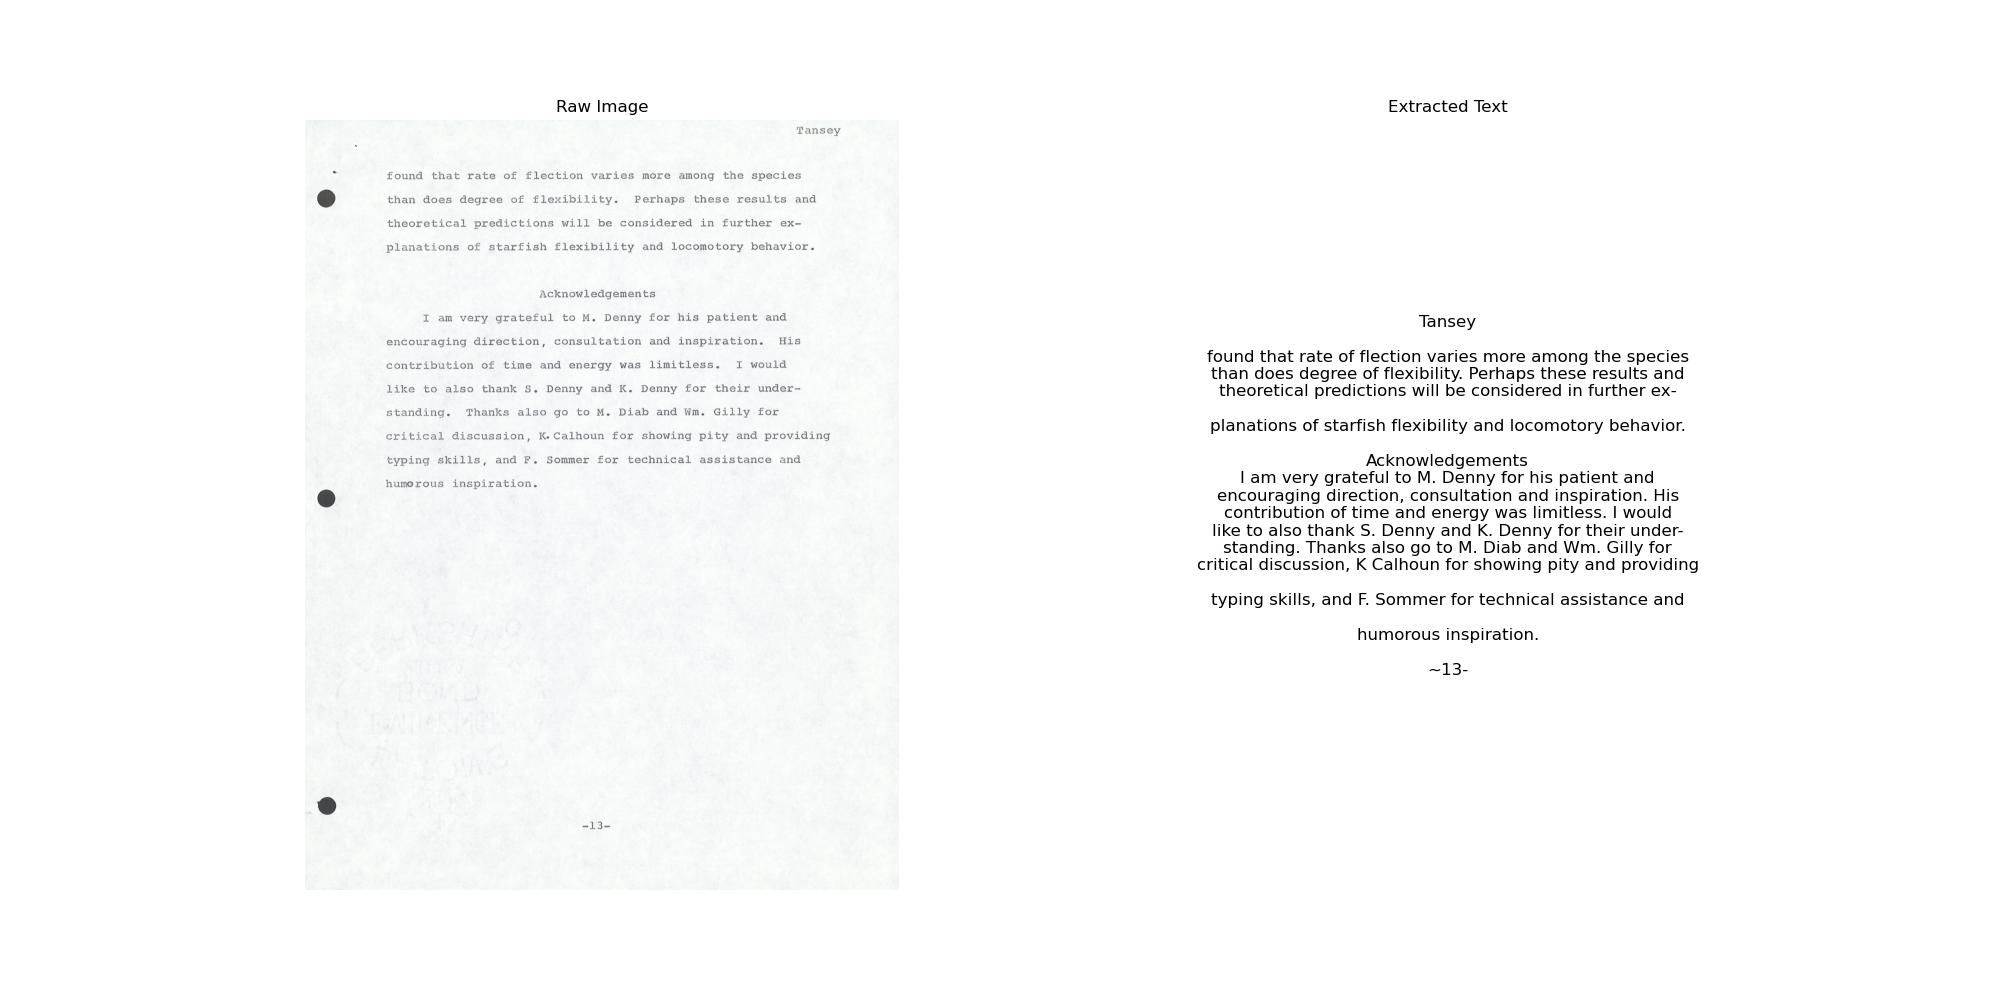 Raw Image
Tansey
found that rate of flection varies more among the species
than does degree of flexibility.  Perhaps these results and
theoretical predictions will be considered in further ex-
planations of starfish flexibility and locomotory behavior.
Acknowledgements
I am very grateful to M. Denny for his patient and
encouraging direction, consultation and inspiration.  His
contribution of time and energy was limitless.  I would
like to also thank S. Denny and K. Denny for their under-
standing.  Thanks also go to M. Diab and Wm. Gilly for
critical discussion, K.Calhoun for showing pity and providing
typing skills, and F. Sommer for technical assistance and
humorous inspiration.
-13-
Extracted Text
Tansey
found that rate of flection varies more among the species
than does degree of flexibility. Perhaps these results and
theoretical predictions will be considered in further ex-
planations of starfish flexibility and locomotory behavior.
Acknowledgements
I am very grateful to M. Denny for his patient and
encouraging direction, consultation and inspiration. His
contribution of time and energy was limitless. I would
like to also thank S. Denny and K. Denny for their under-
standing. Thanks also go to M. Diab and Wm. Gilly for
critical discussion, K Calhoun for showing pity and providing
typing skills, and F. Sommer for technical assistance and
humorous inspiration.
~13-